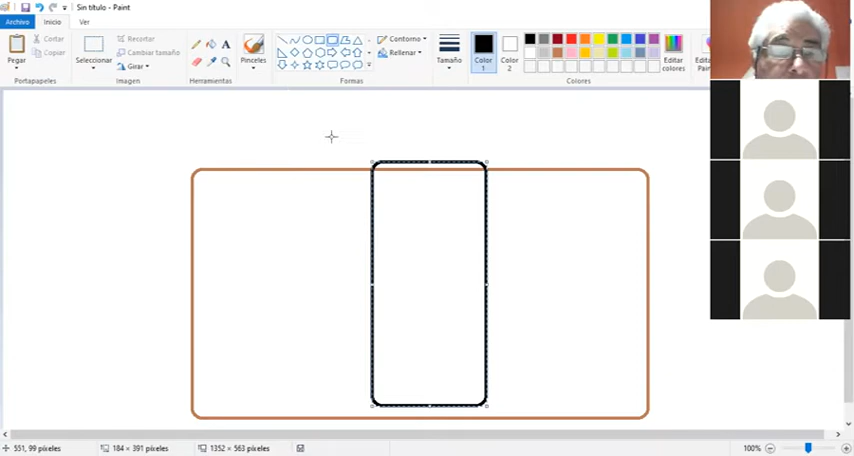 Sin título - Paint
Archivo Inicio Ver
Pegar
Cortar
Copiar
Portapapeles
Seleccionar
Recortar
Cambiar tamaño
Girar
Imagen
A
Herramientas
Pinceles
Contorno
Rellenar
Formas
Tamaño
Color
1
Color
2
Editar
colores
Colores
551, 99 píxeles 184 × 391 píxeles 1352 × 563 píxeles 100%